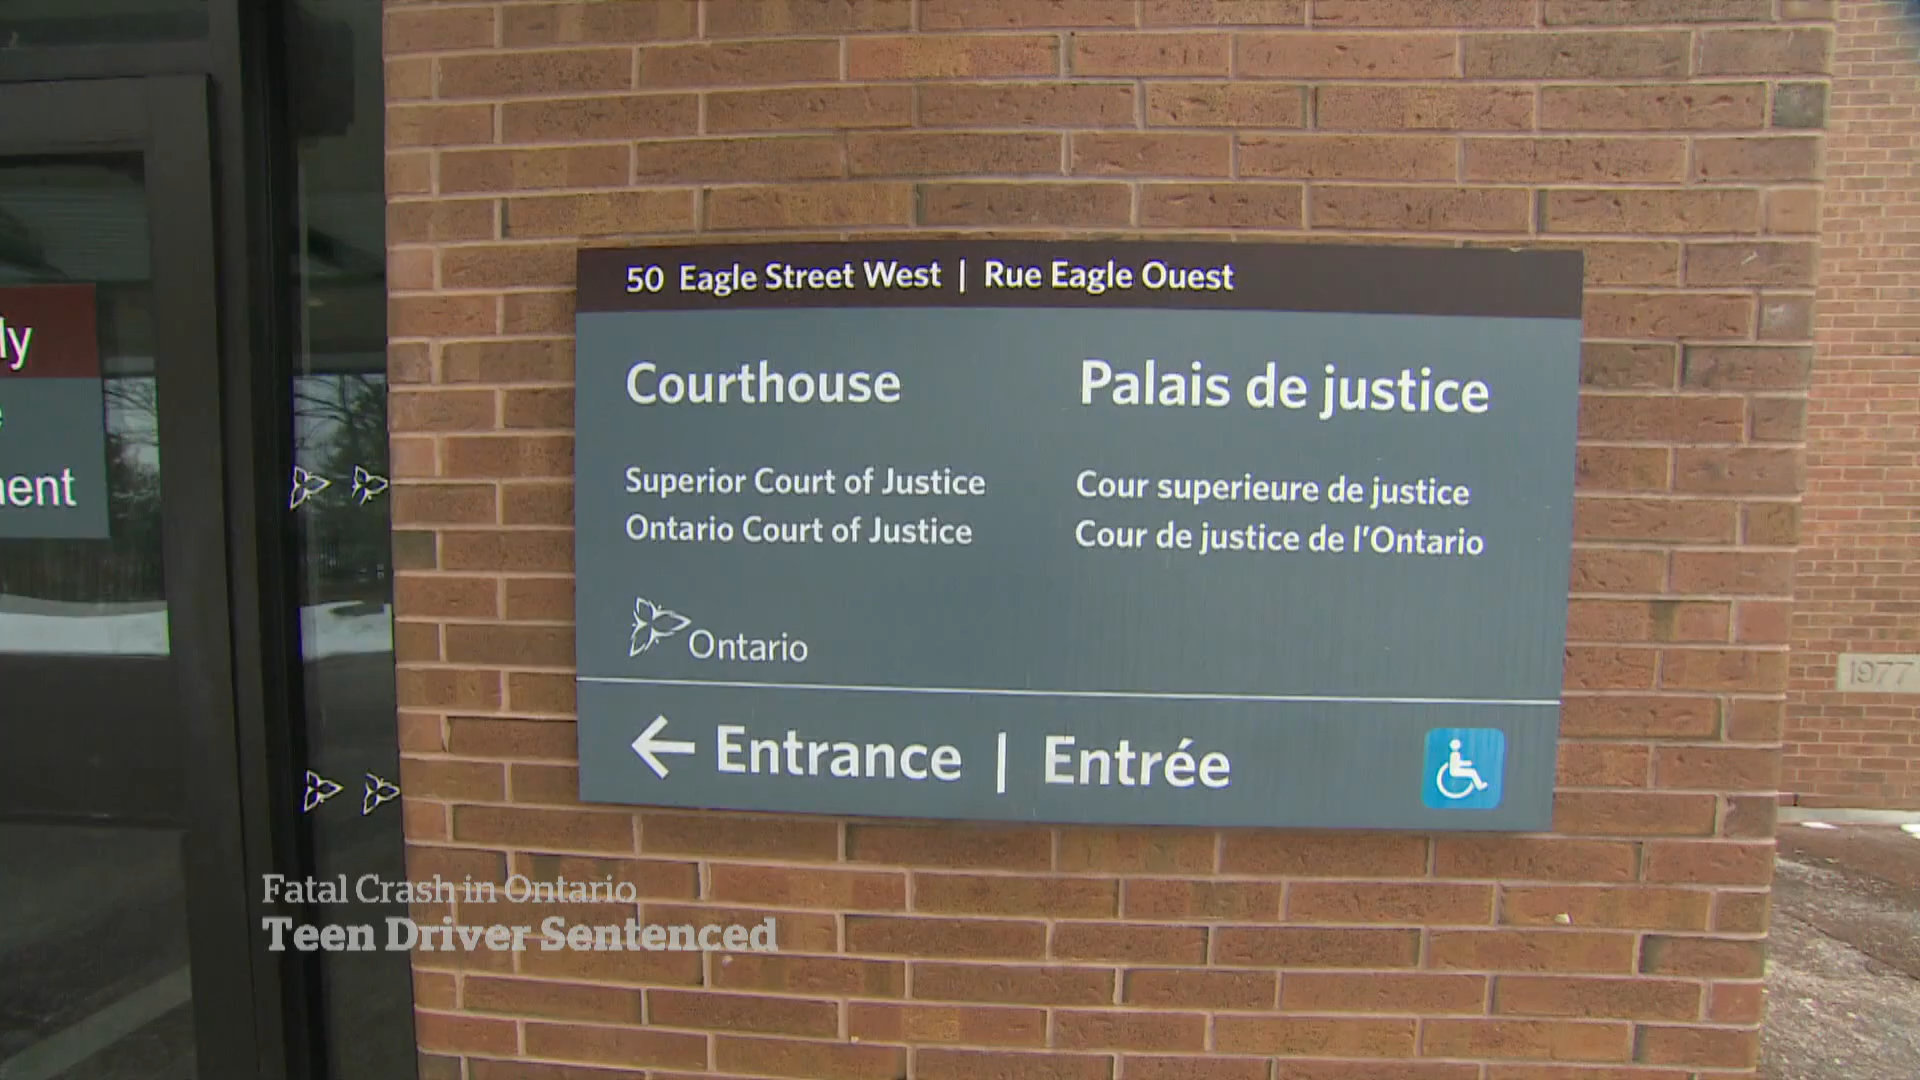 50 Eagle Street West | Rue Eagle Ouest
Courthouse
Palais de justice
Superior Court of Justice
Ontario Court of Justice
Cour superieure de justice
Cour de justice de l'Ontario
Ontario
← Entrance | Entrée
1977
Fatal Crash in Ontario
Teen Driver Sentenced